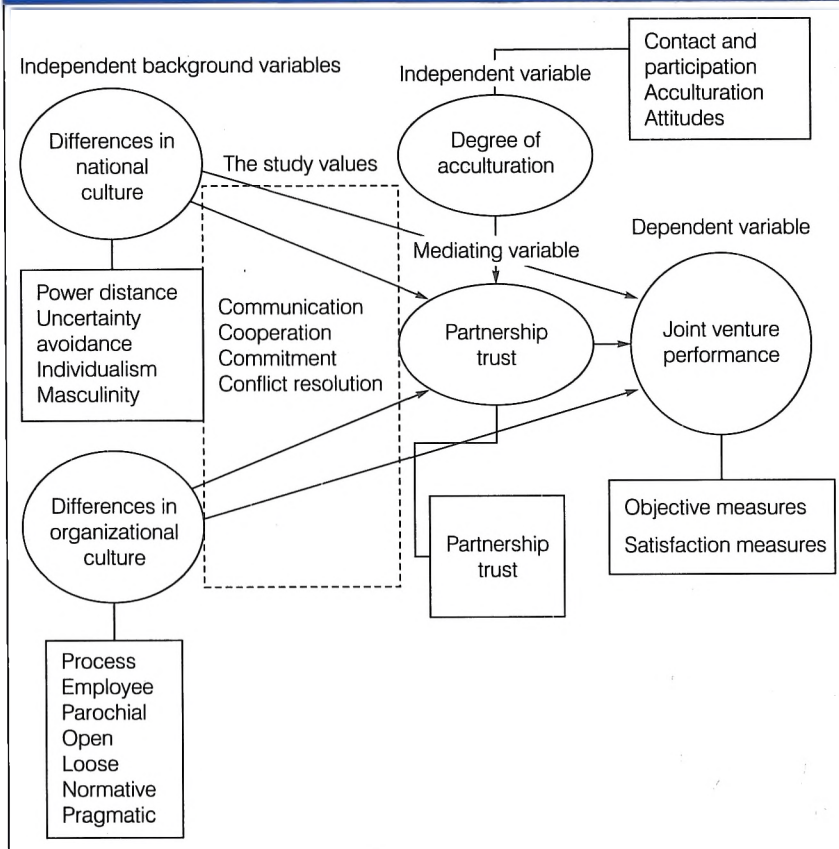 Independent background variables
Differences in
national
culture
Power distance
Uncertainty
avoidance
Individualism
Masculinity
Differences in
organizational
culture
Process
Employee
Parochial
Open
Loose
Normative
Pragmatic
The study values
Communication
Cooperation
Commitment
Conflict resolution
Independent variable
Degree of
acculturation
Contact and
participation
Acculturation
Attitudes
Mediating variable
Partnership
trust
Partnership
trust
Dependent variable
Joint venture
performance
Objective measures
Satisfaction measures